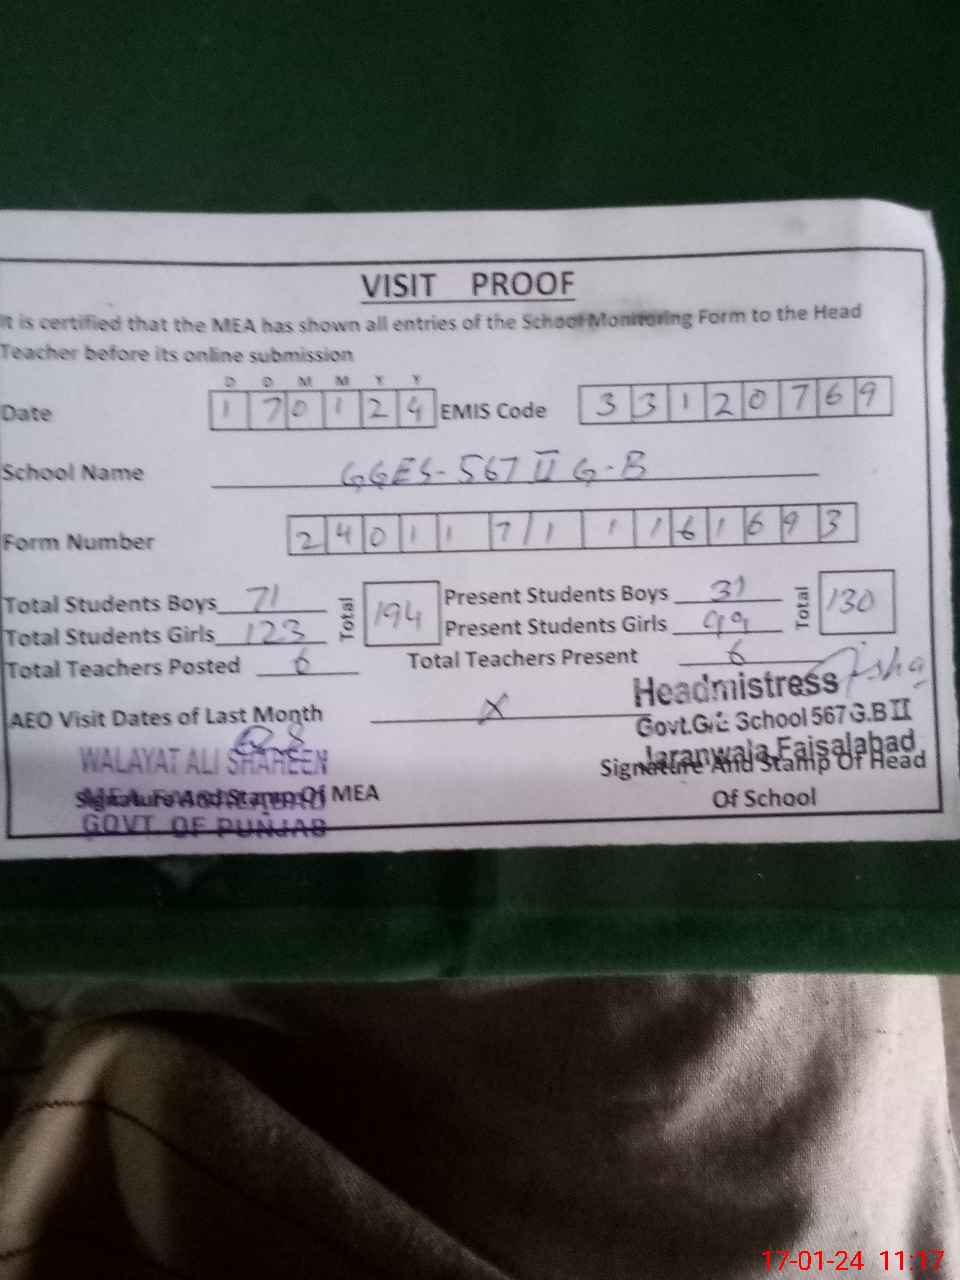 VISIT PROOF
It is certified that the MEA has shown all entries of the School Monitoring Form to the Head
Teacher before its online submission
D D M M Y Y
Date 1 7 0 1 2 4 EMIS Code 3 3 1 2 0 7 6 9
School Name GGES-567 II G-B
Form Number 2 4 0 1 1 7 1 1 1 1 6 1 6 9 3
Total Students Boys 71 Total 194 Present Students Boys 31 Total 130
Total Students Girls 123 Present Students Girls 99
Total Teachers Posted 6 Total Teachers Present 6
AEO Visit Dates of Last Month X
Headmistress
Govt.G/E School 567 G.B II
Jaranwala, Faisalabad
WALAYAT ALI SHAHEEN
Signature And Stamp Of MEA
GOVT OF PUNJAB
Signature And Stamp Of Head
Of School
17-01-24 11:17